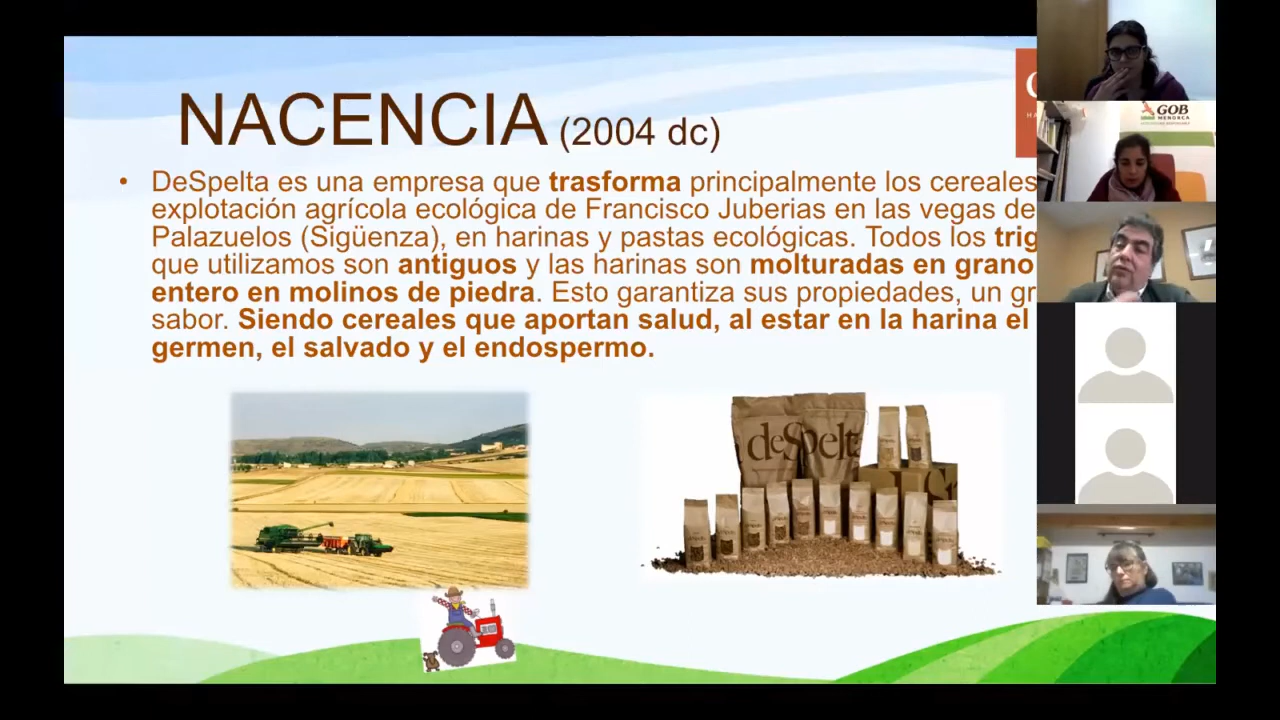 NACENCIA (2004 dc)
• DeSpelta es una empresa que trasforma principalmente los cereales
explotación agrícola ecológica de Francisco Juberias en las vegas de
Palazuelos (Sigüenza), en harinas y pastas ecológicas. Todos los trig
que utilizamos son antiguos y las harinas son molturadas en grano
entero en molinos de piedra. Esto garantiza sus propiedades, un gr
sabor. Siendo cereales que aportan salud, al estar en la harina el
germen, el salvado y el endospermo.
deSpelta
GOB
MENORCA